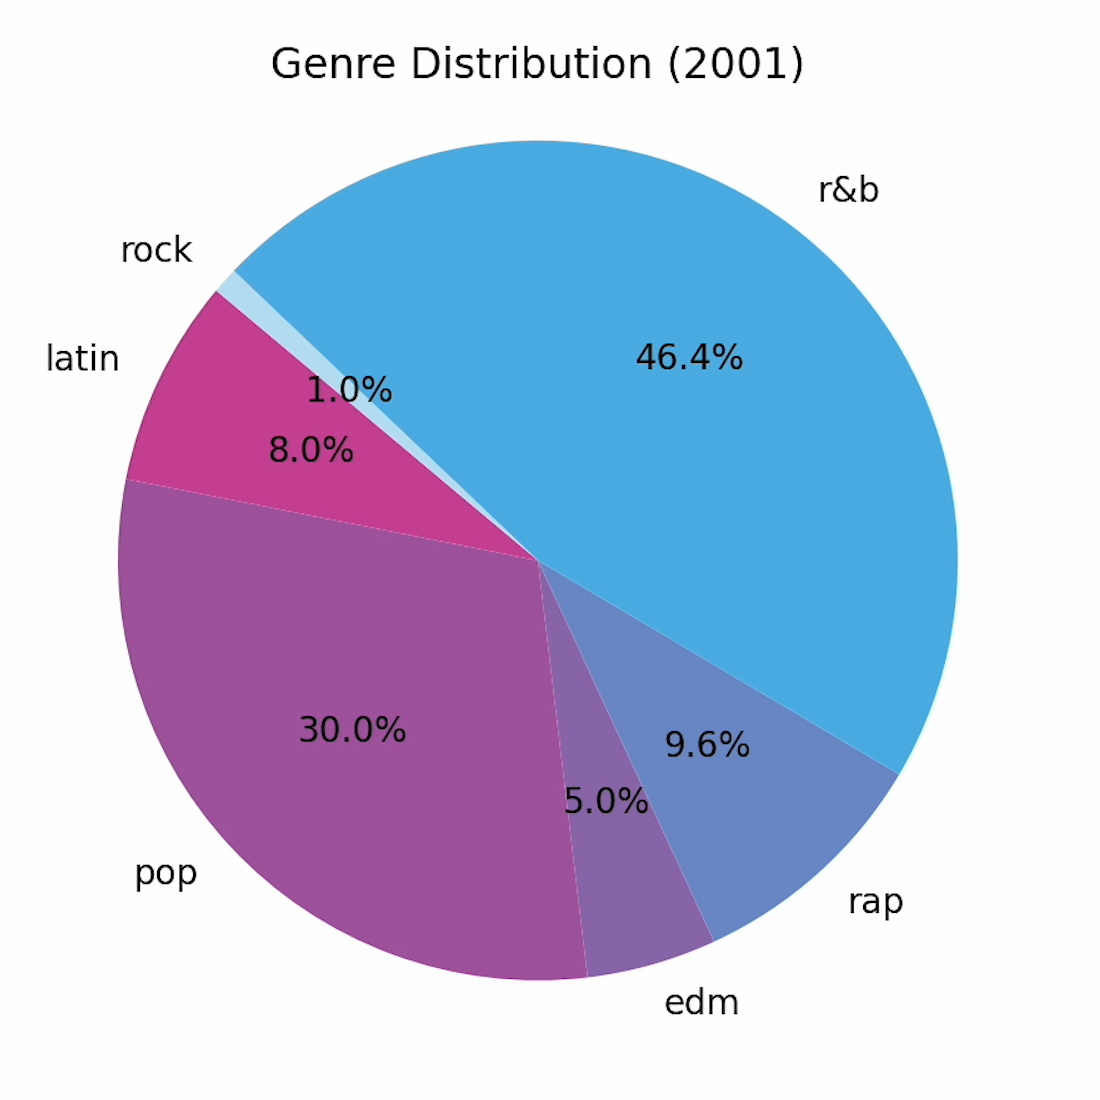 Genre Distribution (2001)
r&b
rock
latin
46.4%
1.0%
8.0%
30.0%
9.6%
5.0%
pop
rap
edm